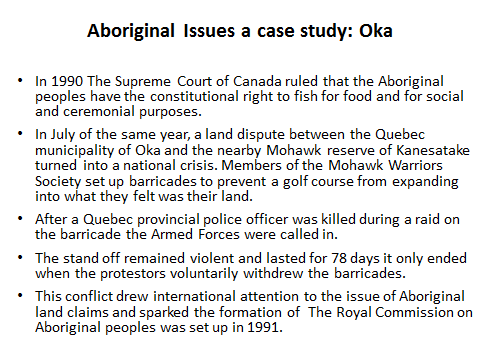 Aboriginal Issues a case study: Oka
• In 1990 The Supreme Court of Canada ruled that the Aboriginal
peoples have the constitutional right to fish for food and for social
and ceremonial purposes.
• In July of the same year, a land dispute between the Quebec
municipality of Oka and the nearby Mohawk reserve of Kanesatake
turned into a national crisis. Members of the Mohawk Warriors
Society set up barricades to prevent a golf course from expanding
into what they felt was their land.
• After a Quebec provincial police officer was killed during a raid on
the barricade the Armed Forces were called in.
• The stand off remained violent and lasted for 78 days it only ended
when the protestors voluntarily withdrew the barricades.
• This conflict drew international attention to the issue of Aboriginal
land claims and sparked the formation of The Royal Commission on
Aboriginal peoples was set up in 1991.